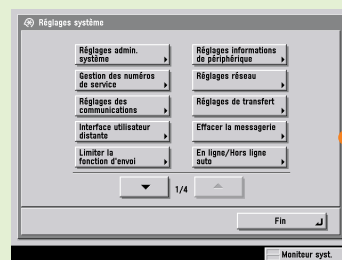 Réglages système
Réglages admin.
système
Réglages informations
de périphérique
Gestion des numéros
de service
Réglages réseau
Réglages des
communications
Réglages de transfert
Interface utilisateur
distante
Effacer la messagerie
Limiter la
fonction d'envoi
En ligne/Hors ligne
auto
1/4
Fin
Moniteur syst.